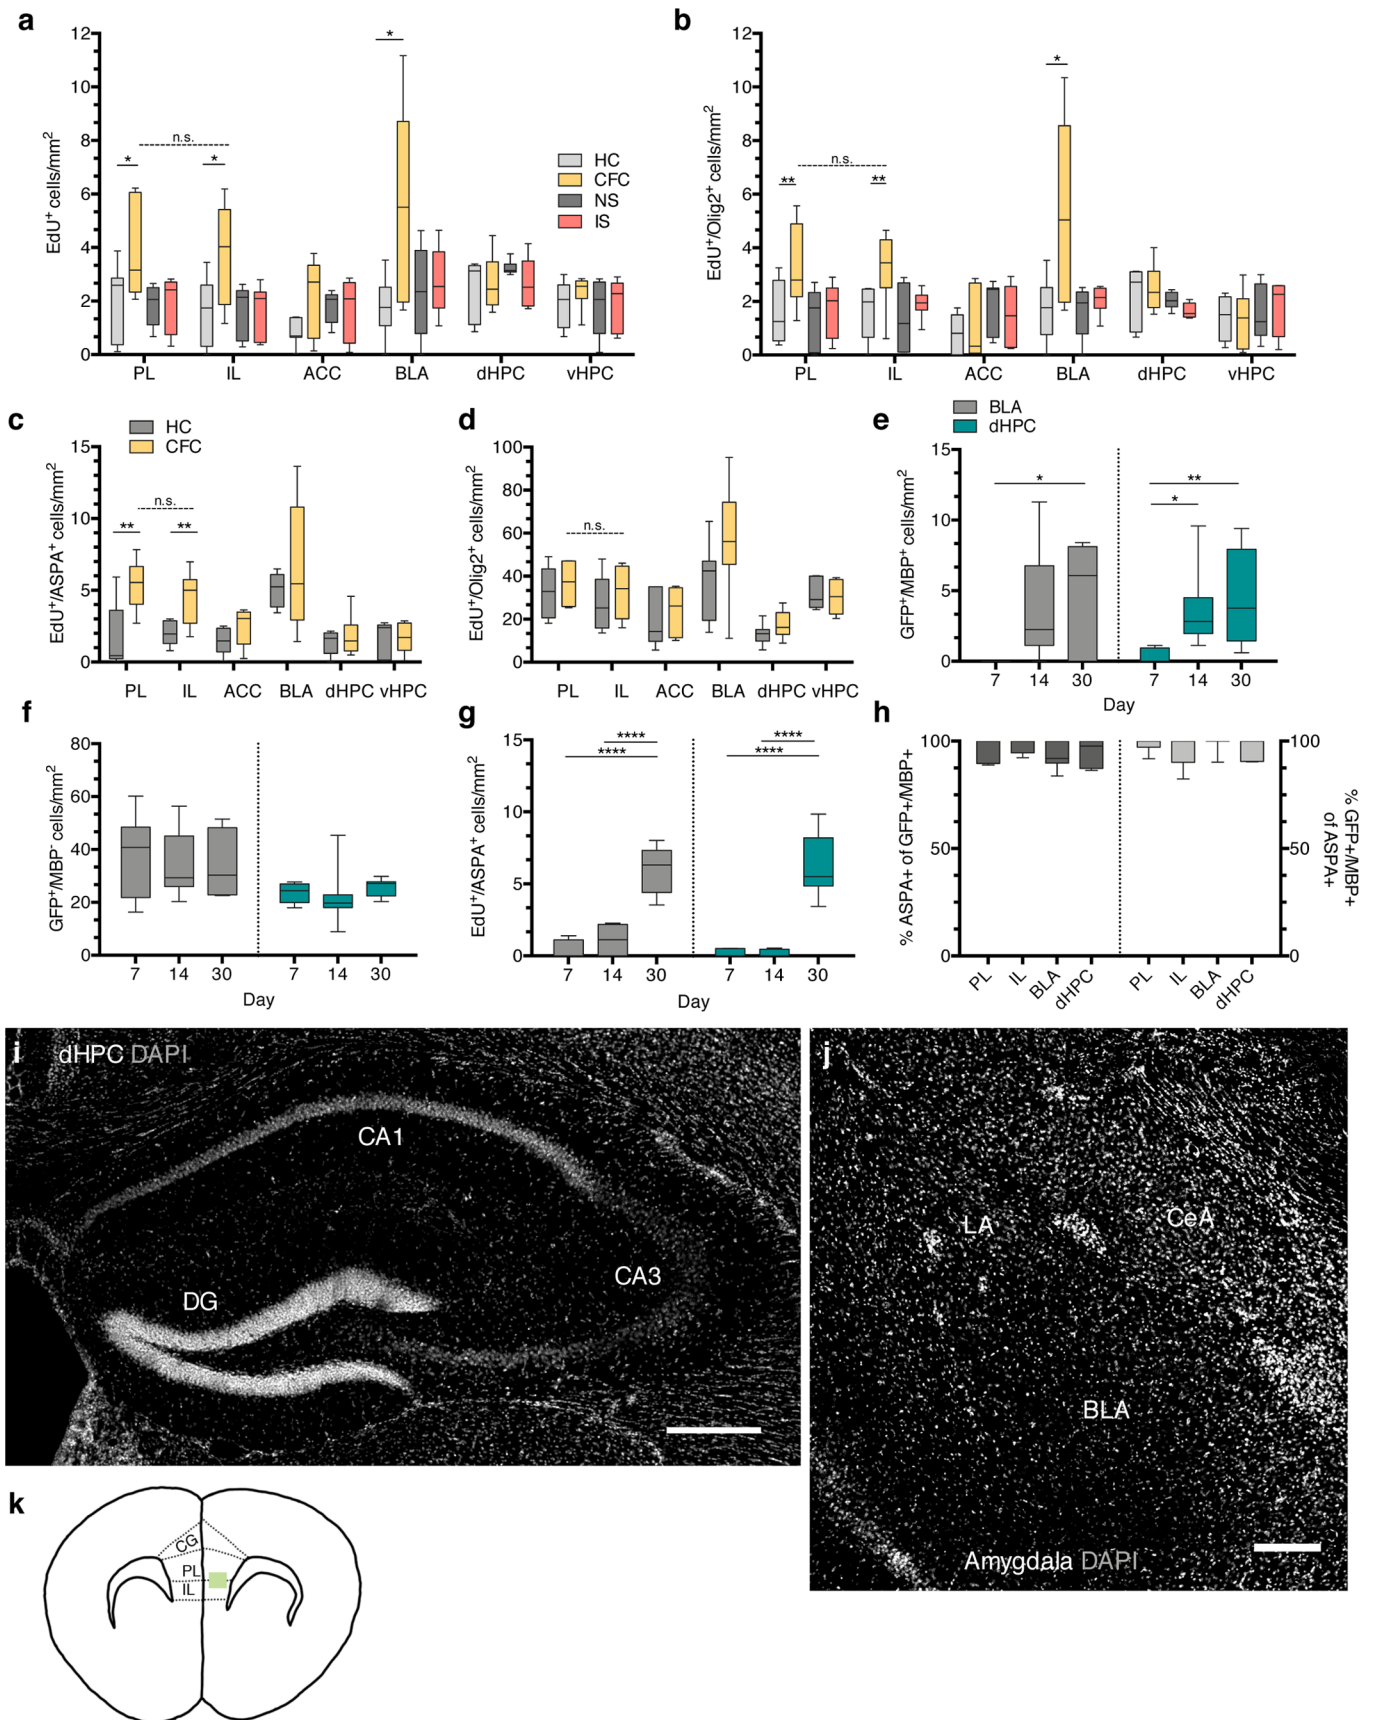 a
EdU+ cells/mm2
12
10
8
6
4
2
0
*
n.s.
*
*
HC
CFC
NS
IS
PL IL ACC BLA dHPC vHPC
b
EdU+/Olig2+ cells/mm2
12
10
8
6
4
2
0
*
n.s.
**
**
PL IL ACC BLA dHPC vHPC
c
HC
CFC
EdU+/ASPA+ cells/mm2
15
10
5
0
n.s.
** **
PL IL ACC BLA dHPC vHPC
d
EdU+/Olig2+ cells/mm2
100
80
60
40
20
0
n.s.
PL IL ACC BLA dHPC vHPC
BLA
dHPC
e
GFP+/MBP+ cells/mm2
15
10
5
0
*
**
*
7 14 30 7 14 30
Day
f
GFP+/MBP- cells/mm2
80
60
40
20
0
7 14 30 7 14 30
Day
g
EdU+/ASPA+ cells/mm2
15
10
5
0
****
****
****
****
7 14 30 7 14 30
Day
h
% ASPA+ of GFP+/MBP+
100
50
0
100
50
0
% GFP+/MBP+
of ASPA+
PL IL BLA dHPC PL IL BLA dHPC
i
dHPC DAPI
CA1
CA3
DG
j
LA
CeA
BLA
Amygdala DAPI
k
CG
PL
IL